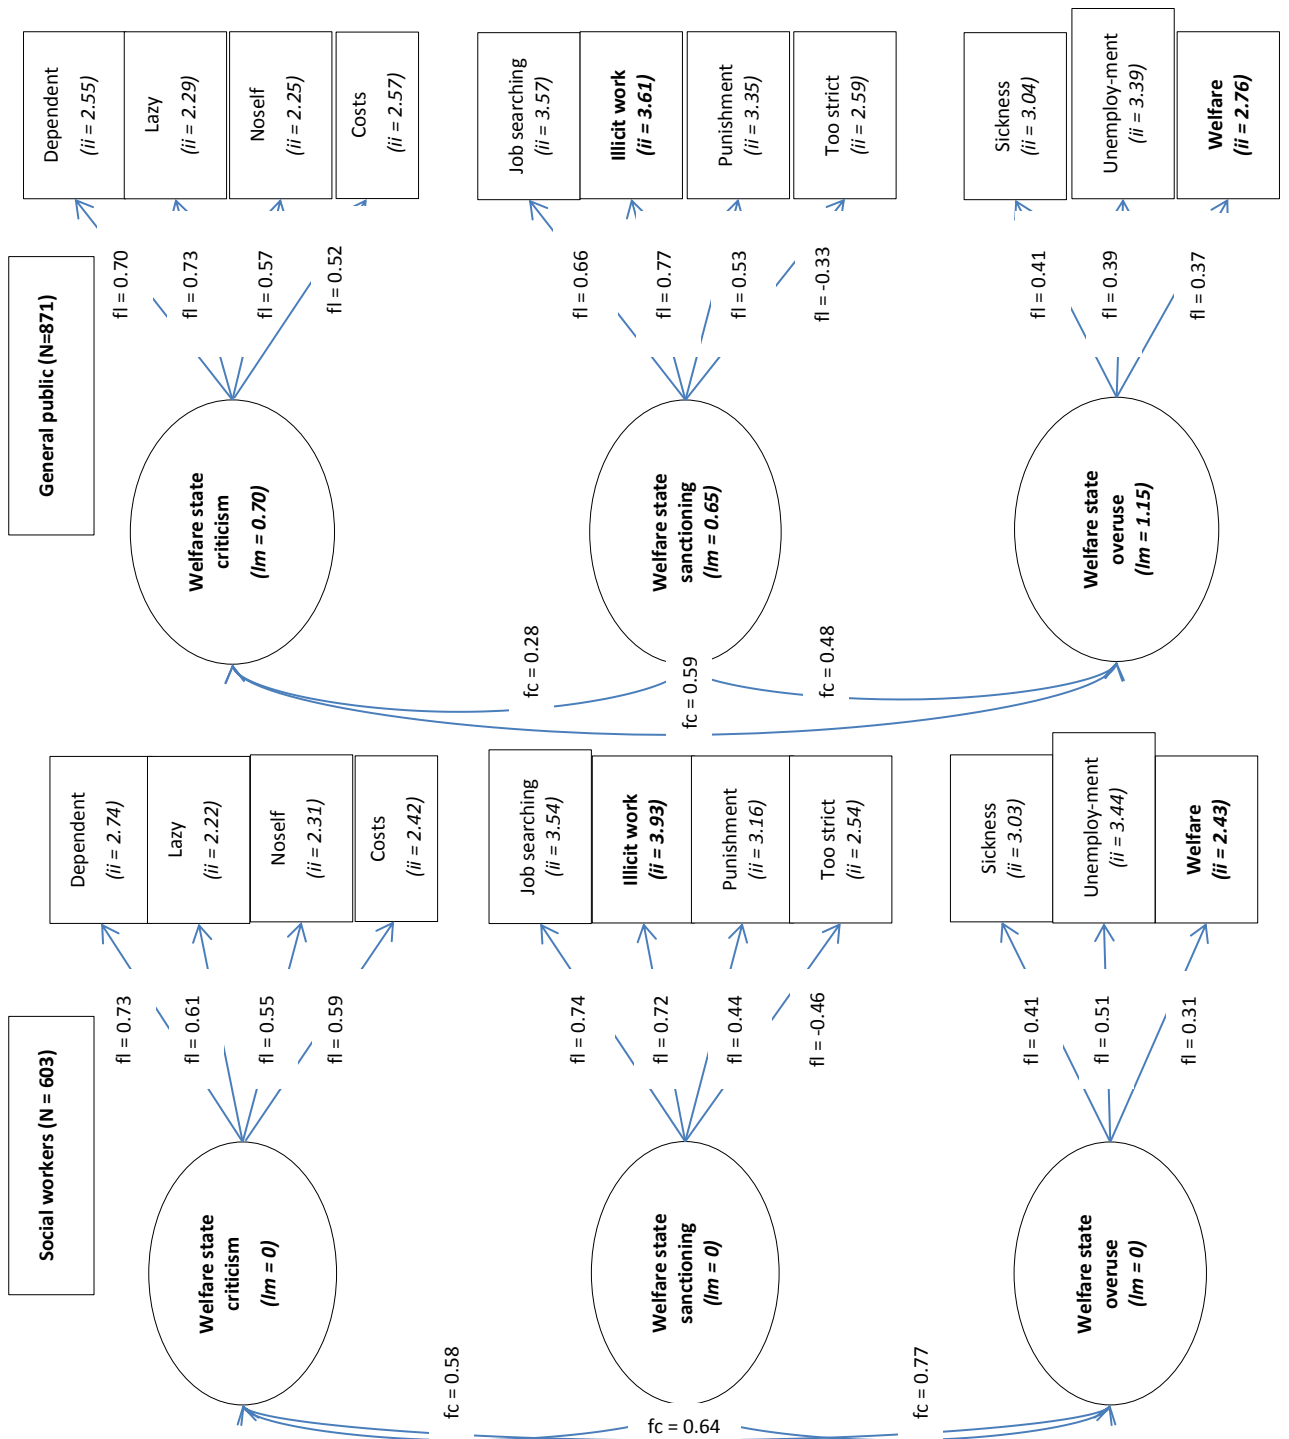 Social workers (N = 603)
Welfare state
criticism
(lm = 0)
fl = 0.73
fl = 0.61
fl = 0.55
fl = 0.59
Dependent
(ii = 2.74)
Lazy
(ii = 2.22)
Noself
(ii = 2.31)
Costs
(ii = 2.42)
fc = 0.58
Welfare state
sanctioning
(lm = 0)
fl = 0.74
fl = 0.72
fl = 0.44
fl = -0.46
Job searching
(ii = 3.54)
Illicit work
(ii = 3.93)
Punishment
(ii = 3.16)
Too strict
(ii = 2.54)
fc = 0.64
fc = 0.77
Welfare state
overuse
(lm = 0)
fl = 0.41
fl = 0.51
fl = 0.31
Sickness
(ii = 3.03)
Unemploy-ment
(ii = 3.44)
Welfare
(ii = 2.43)
General public (N=871)
Welfare state
criticism
(lm = 0.70)
fl = 0.70
fl = 0.73
fl = 0.57
fl = 0.52
Dependent
(ii = 2.55)
Lazy
(ii = 2.29)
Noself
(ii = 2.25)
Costs
(ii = 2.57)
fc = 0.28
Welfare state
sanctioning
(lm = 0.65)
fl = 0.66
fl = 0.77
fl = 0.53
fl = -0.33
Job searching
(ii = 3.57)
Illicit work
(ii = 3.61)
Punishment
(ii = 3.35)
Too strict
(ii = 2.59)
fc = 0.59
fc = 0.48
Welfare state
overuse
(lm = 1.15)
fl = 0.41
fl = 0.39
fl = 0.37
Sickness
(ii = 3.04)
Unemploy-ment
(ii = 3.39)
Welfare
(ii = 2.76)